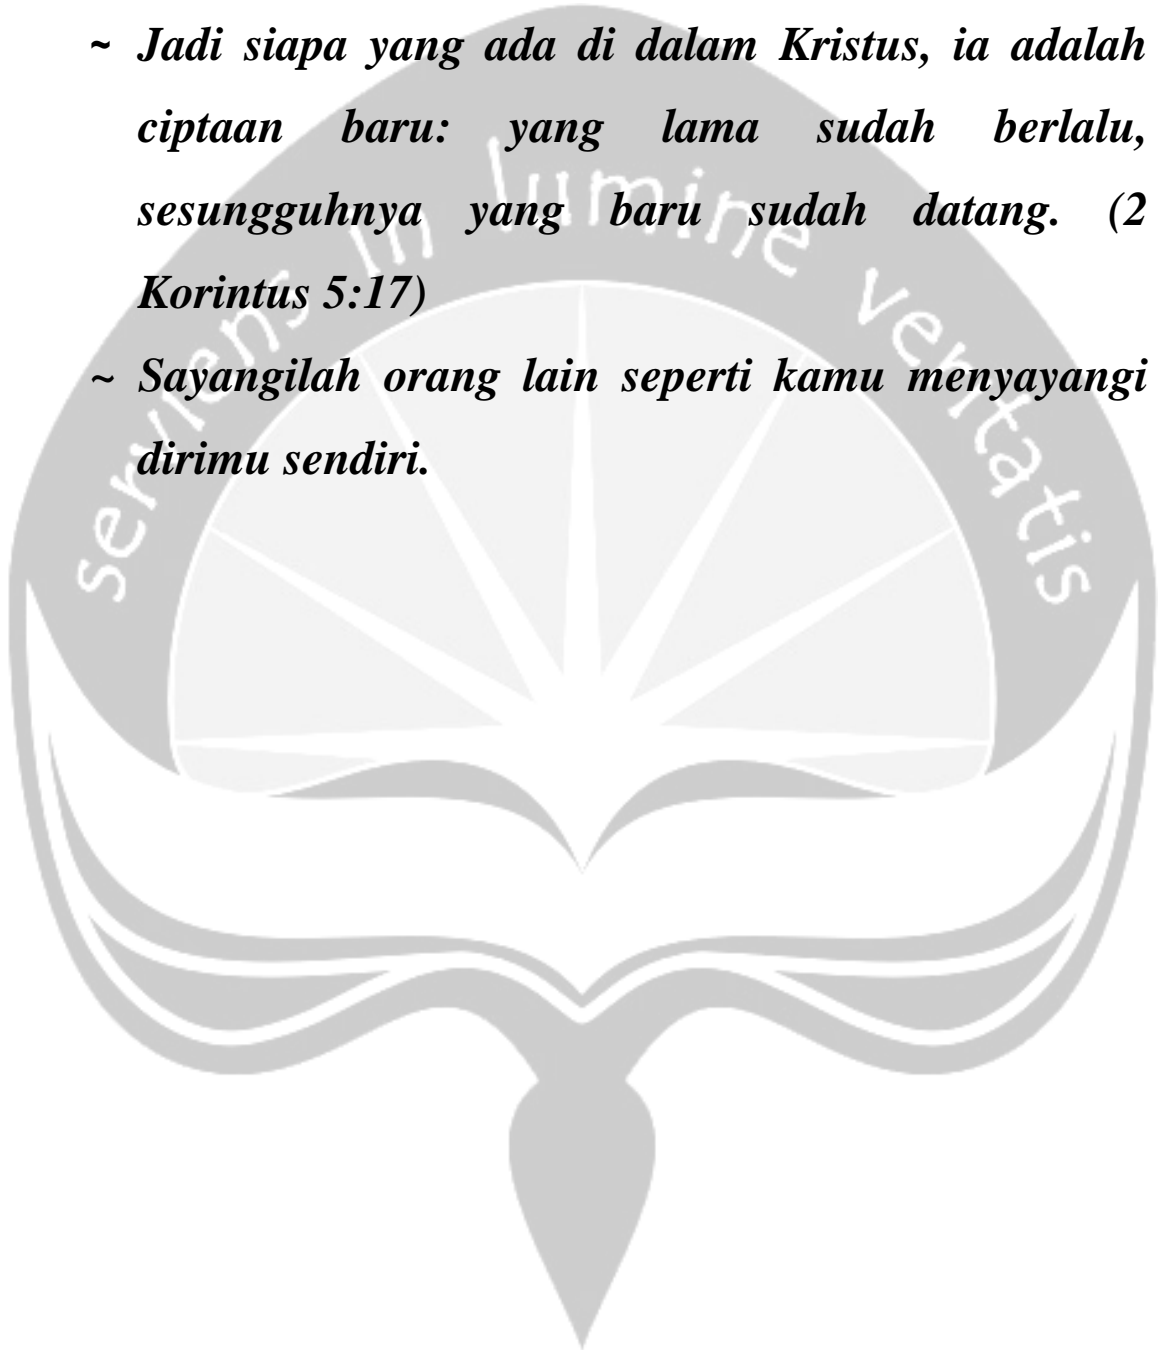 ~ Jadi siapa yang ada di dalam Kristus, ia adalah
ciptaan baru: yang lama sudah berlalu,
sesungguhnya yang baru sudah datang. (2
Korintus 5:17)
~ Sayangilah orang lain seperti kamu menyayangi
dirimu sendiri.
serviens in lumine veritatis